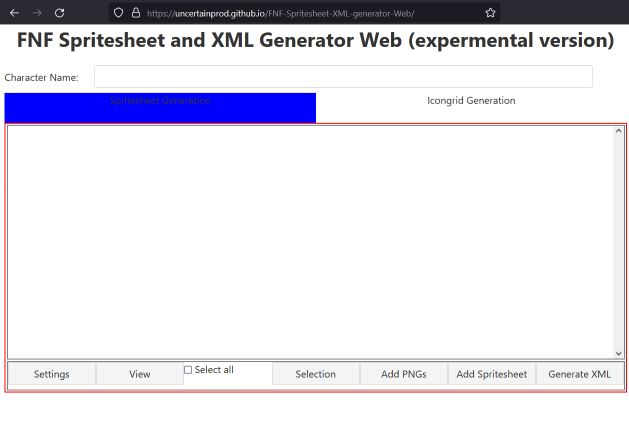 https://uncertainprod.github.io/FNF-Spritesheet-XML-generator-Web/
FNF Spritesheet and XML Generator Web (expermental version)
Character Name:
Spritesheet Generation Icongrid Generation
Settings View Select all Selection Add PNGs Add Spritesheet Generate XML